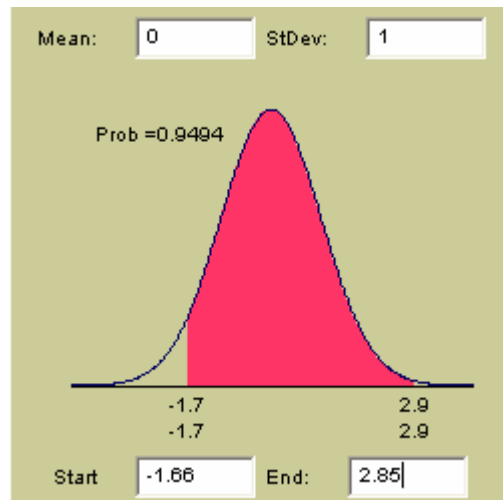 Mean: 0 StDev: 1
Prob =0.9494
-1.7 2.9
-1.7 2.9
Start -1.66 End: 2.85